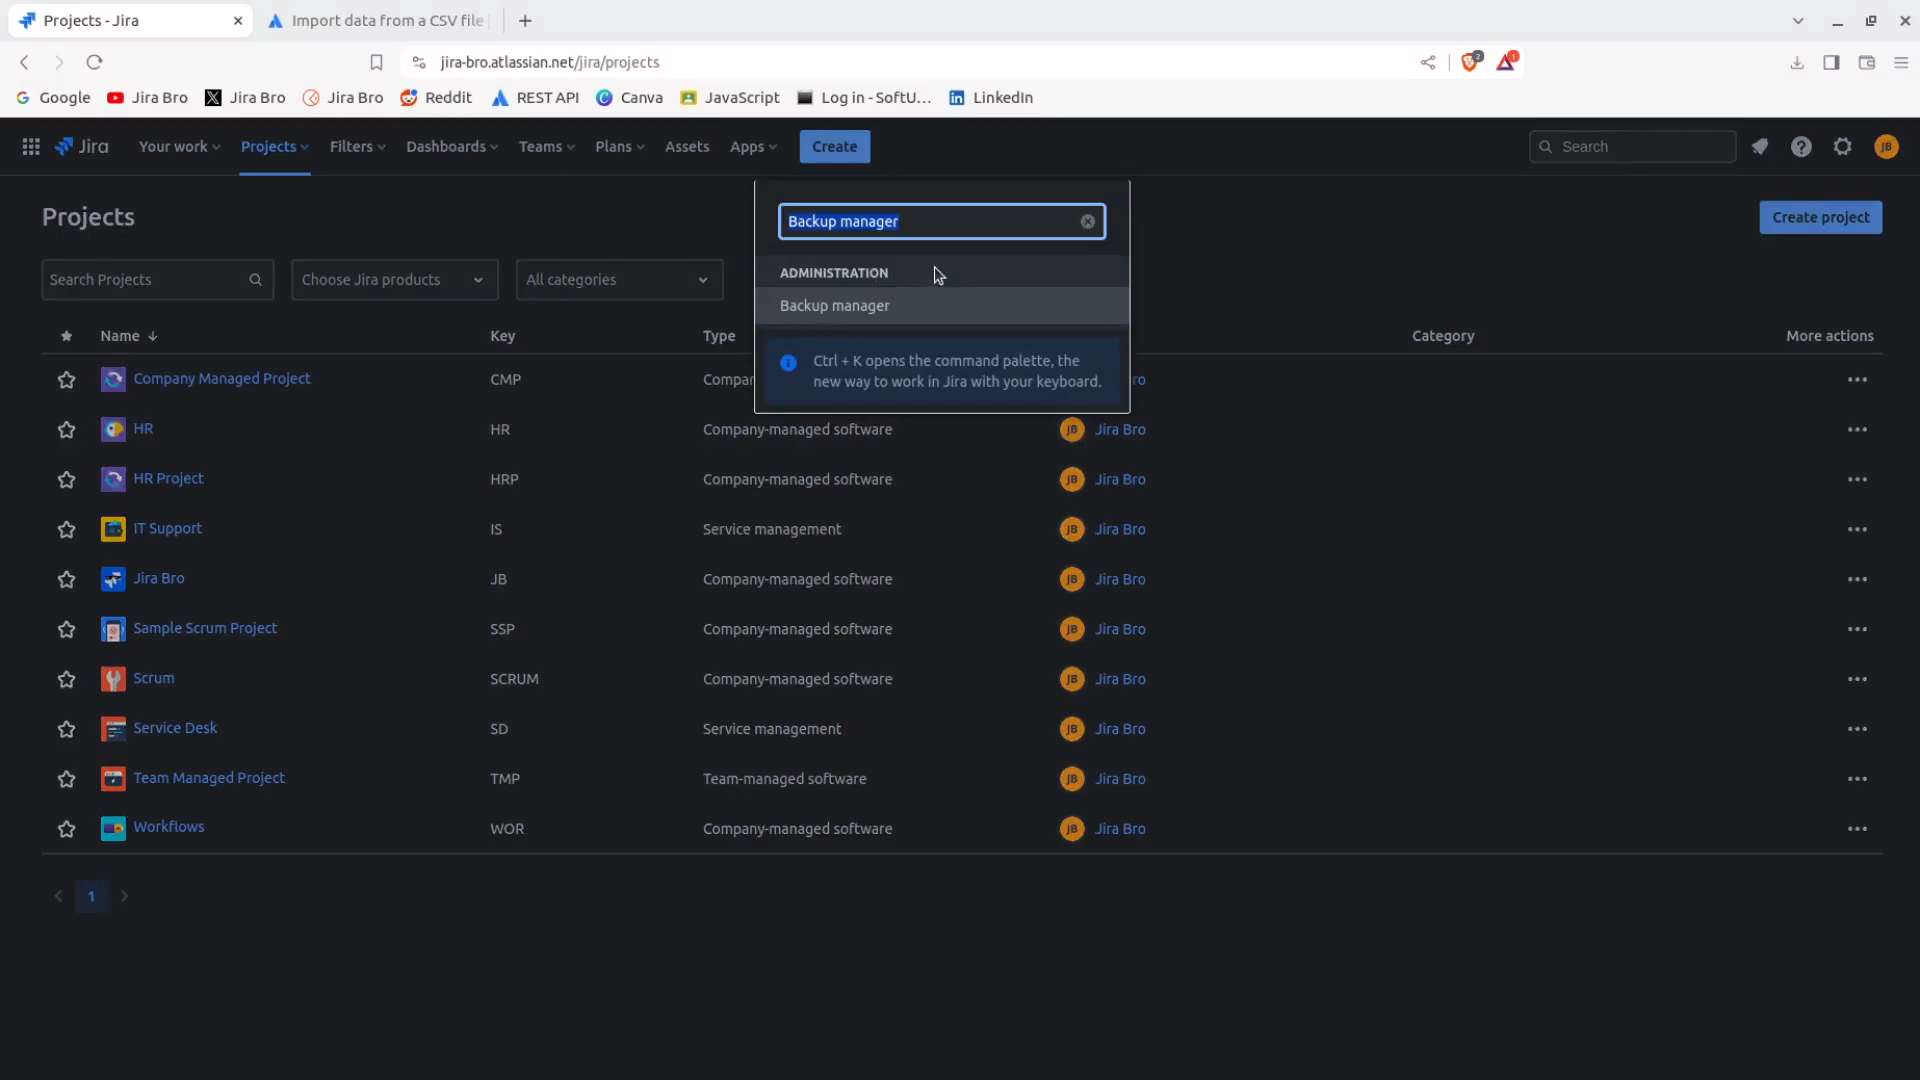 Projects - Jira
Import data from a CSV file
jira-bro.atlassian.net/jira/projects
2
1
Google
Jira Bro
Jira Bro
Jira Bro
Reddit
REST API
Canva
JavaScript
Log in - SoftU...
LinkedIn
Jira
Your work
Projects
Filters
Dashboards
Teams
Plans
Assets
Apps
Create
Search
JB
Projects
Create project
Backup manager
ADMINISTRATION
Backup manager
Ctrl + K opens the command palette, the
new way to work in Jira with your keyboard.
Search Projects
Choose Jira products
All categories
Name
Key
Type
Category
More actions
Company Managed Project
CMP
Compa
ro
HR
HR
Company-managed software
JB
Jira Bro
HR Project
HRP
Company-managed software
JB
Jira Bro
IT Support
IS
Service management
JB
Jira Bro
Jira Bro
JB
Company-managed software
JB
Jira Bro
Sample Scrum Project
SSP
Company-managed software
JB
Jira Bro
Scrum
SCRUM
Company-managed software
JB
Jira Bro
Service Desk
SD
Service management
JB
Jira Bro
Team Managed Project
TMP
Team-managed software
JB
Jira Bro
Workflows
WOR
Company-managed software
JB
Jira Bro
1